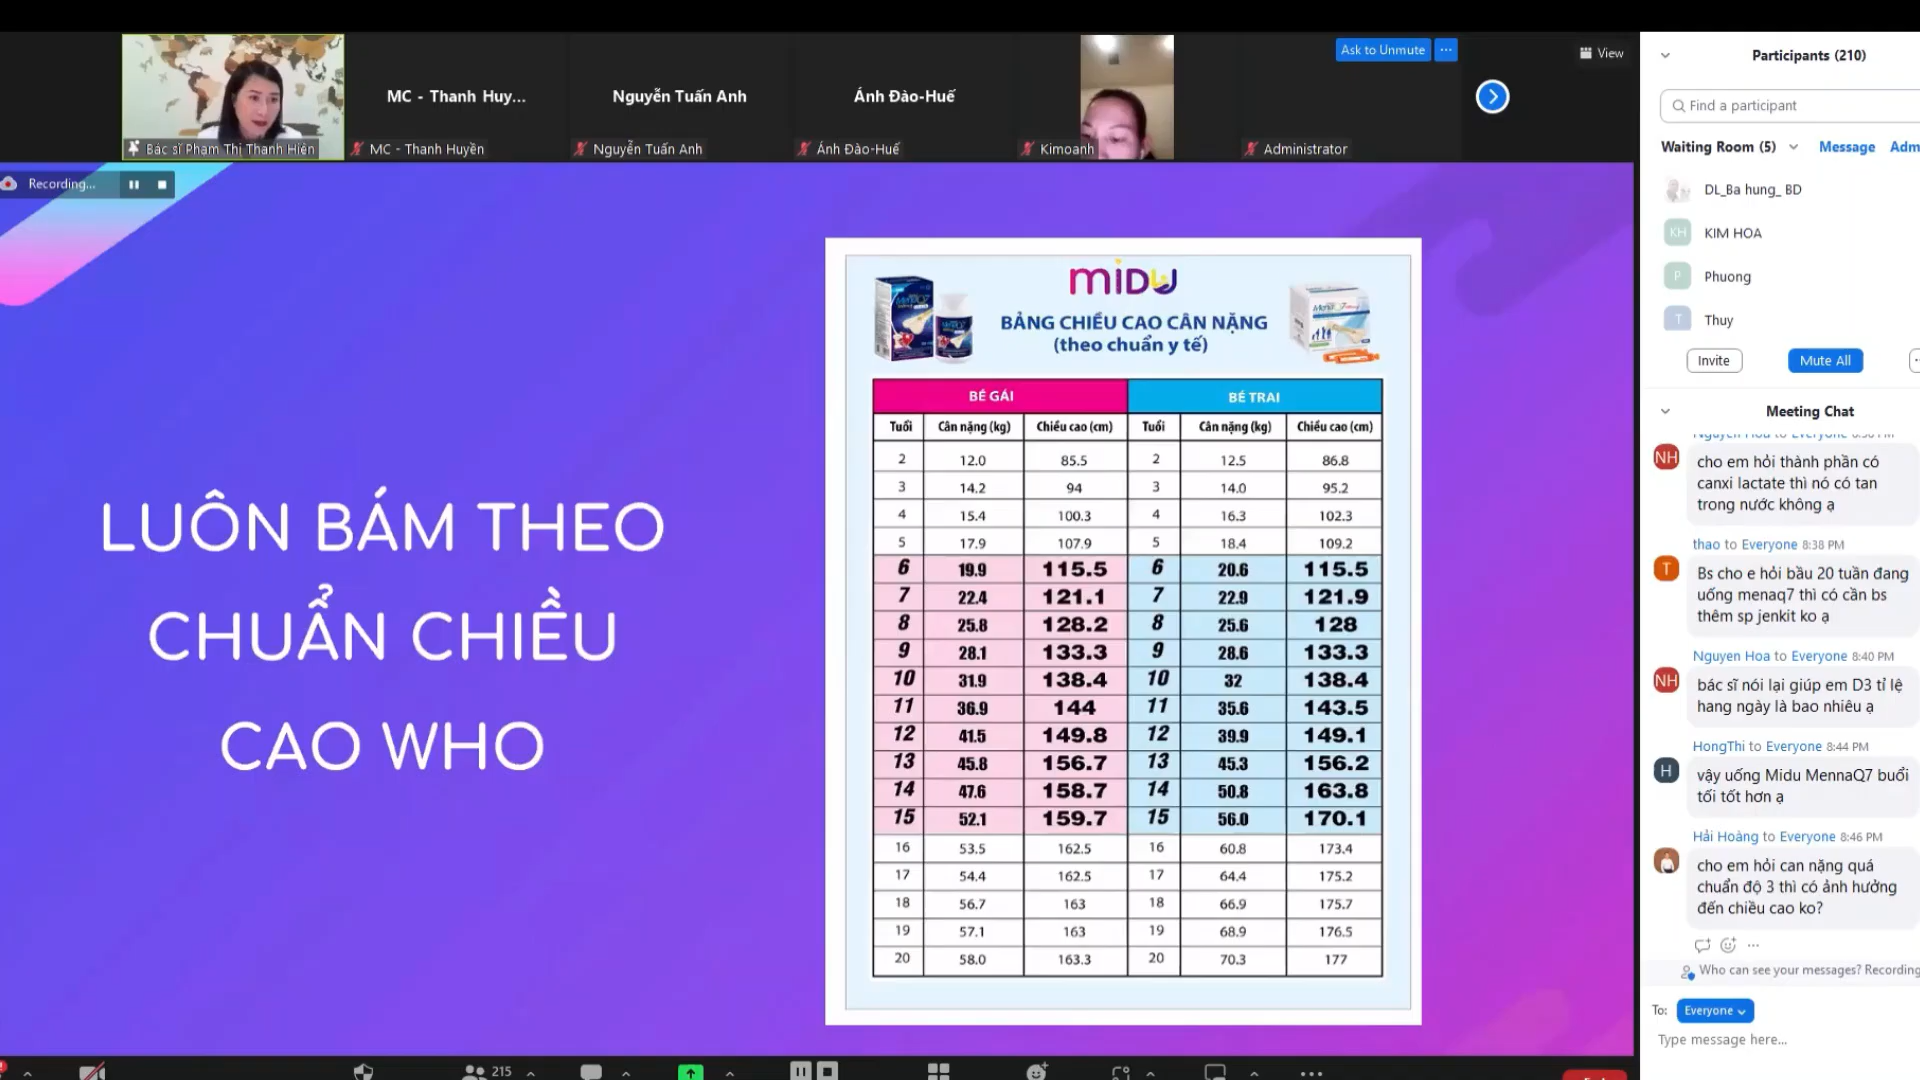 Ask to Unmute
View
MC - Thanh Huy...
Nguyễn Tuấn Anh
Ánh Đào-Huế
Bác sĩ Phạm Thị Thanh Hiền
MC - Thanh Huyền
Nguyễn Tuấn Anh
Ánh Đào-Huế
Kimoanh
Administrator
Recording...
LUÔN BÁM THEO
CHUẨN CHIỀU
CAO WHO
MIDU
BẢNG CHIỀU CAO CÂN NẶNG
(theo chuẩn y tế)
BÉ GÁI BÉ TRAI
Tuổi Cân nặng (kg) Chiều cao (cm) Tuổi Cân nặng (kg) Chiều cao (cm)
2 12.0 85.5 2 12.5 86.8
3 14.2 94 3 14.0 95.2
4 15.4 100.3 4 16.3 102.3
5 17.9 107.9 5 18.4 109.2
6 19.9 115.5 6 20.6 115.5
7 22.4 121.1 7 22.9 121.9
8 25.8 128.2 8 25.6 128
9 28.1 133.3 9 28.6 133.3
10 31.9 138.4 10 32 138.4
11 36.9 144 11 35.6 143.5
12 41.5 149.8 12 39.9 149.1
13 45.8 156.7 13 45.3 156.2
14 47.6 158.7 14 50.8 163.8
15 52.1 159.7 15 56.0 170.1
16 53.5 162.5 16 60.8 173.4
17 54.4 162.5 17 64.4 175.2
18 56.7 163 18 66.9 175.7
19 57.1 163 19 68.9 176.5
20 58.0 163.3 20 70.3 177
215
Participants (210)
Find a participant
Waiting Room (5) Message Adm
DL_Ba hung_ BD
KH KIM HOA
P Phuong
T Thuy
Invite Mute All
Meeting Chat
NH
cho em hỏi thành phần có
canxi lactate thì nó có tan
trong nước không ạ
thao to Everyone 8:38 PM
T
Bs cho e hỏi bầu 20 tuần đang
uống menaq7 thì có cần bs
thêm sp jenkit ko ạ
Nguyen Hoa to Everyone 8:40 PM
NH
bác sĩ nói lại giúp em D3 tỉ lệ
hang ngày là bao nhiêu ạ
HongThi to Everyone 8:44 PM
H
vậy uống Midu MennaQ7 buổi
tối tốt hơn ạ
Hải Hoàng to Everyone 8:46 PM
cho em hỏi can nặng quá
chuẩn độ 3 thì có ảnh hưởng
đến chiều cao ko?
Who can see your messages? Recording
To: Everyone
Type message here...